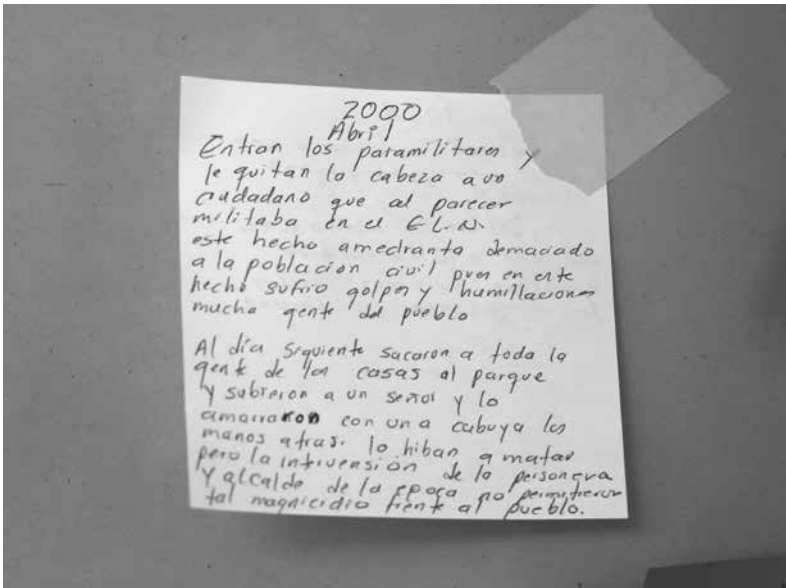 2000
Abril
Entran los paramilitares y
le quitan la cabeza a un
ciudadano que al parecer
militaba en el E.L.N.
este hecho amedranta demaciado
a la poblacion civil pues en este
hecho sufrio golpes y humillaciones
mucha gente del pueblo
Al día siguiente sacaron a toda la
gente de las casas al parque
y subieron a un señor y lo
amarraron con una cabuya las
manos atras. lo hiban a matar
pero la intervensión de la personera
y alcalde de la epoca no permitieron
tal magnicidio frente al pueblo.